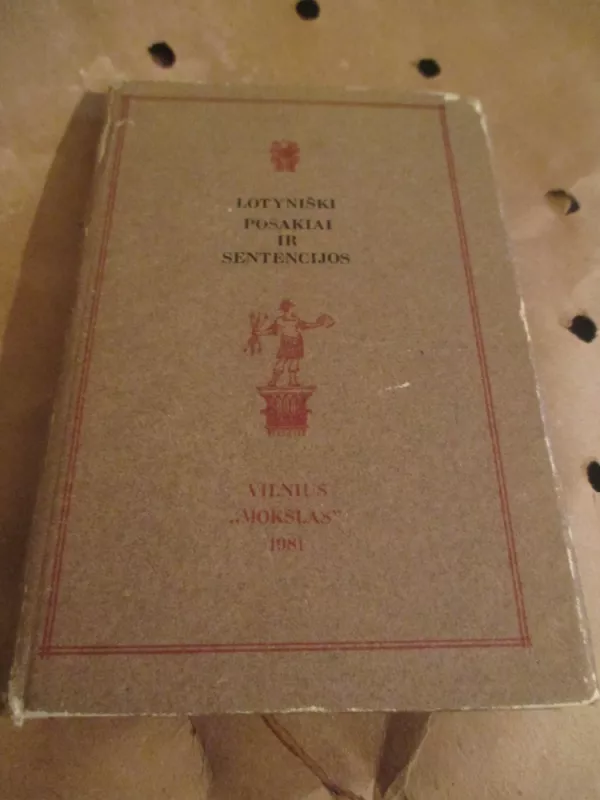 LOTYNIŠKI
POSAKIAI
IR
SENTENCIJOS
VILNIUS
„MOKSLAS”
1981